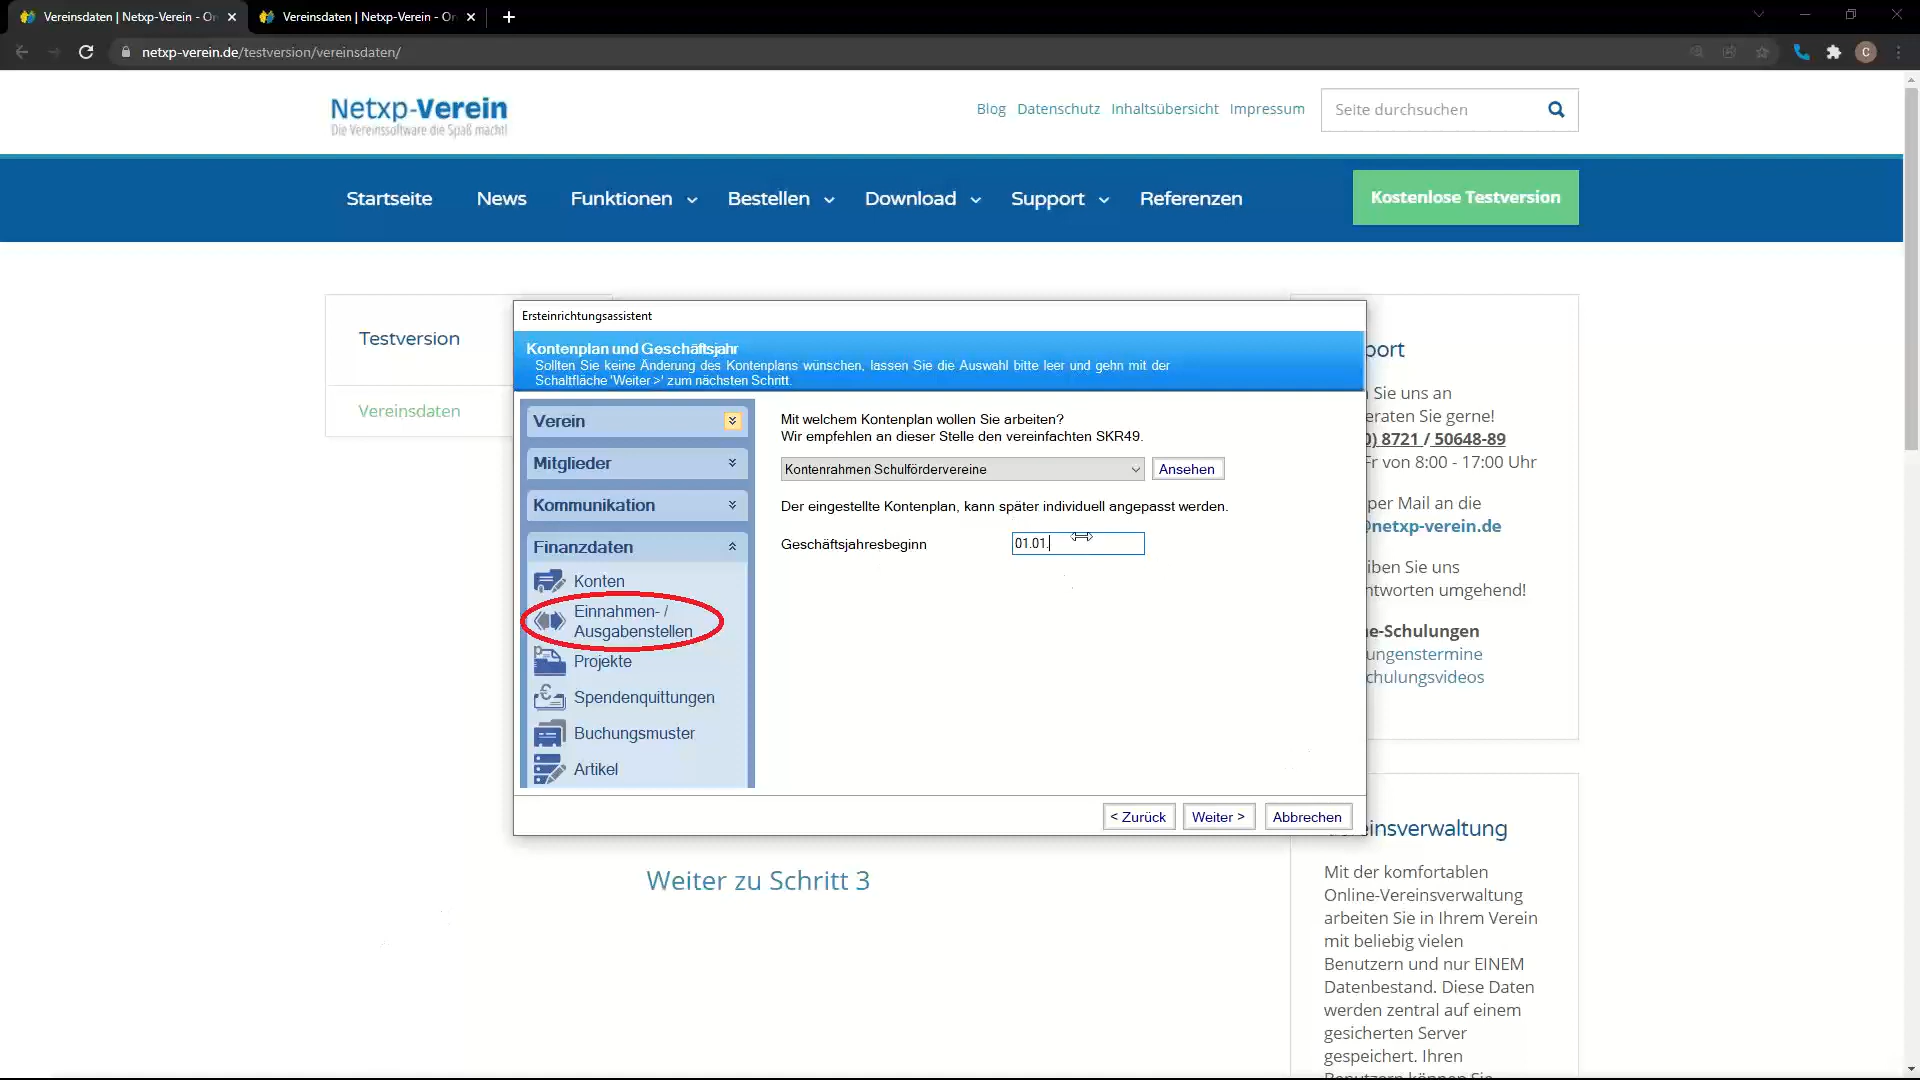 Vereinsdaten | Netxp-Verein - On
Vereinsdaten | Netxp-Verein - On
netxp-verein.de/testversion/vereinsdaten/
C
Netxp-Verein
Die Vereinssoftware die Spaß macht!
Blog Datenschutz Inhaltsübersicht Impressum
Seite durchsuchen
Startseite News Funktionen Bestellen Download Support Referenzen
Kostenlose Testversion
Testversion
Vereinsdaten
Ersteinrichtungsassistent
Kontenplan und Geschäftsjahr
Sollten Sie keine Änderung des Kontenplans wünschen, lassen Sie die Auswahl bitte leer und gehn mit der
Schaltfläche 'Weiter >' zum nächsten Schritt.
Verein
Mitglieder
Kommunikation
Finanzdaten
Konten
Einnahmen- /
Ausgabenstellen
Projekte
Spendenquittungen
Buchungsmuster
Artikel
Mit welchem Kontenplan wollen Sie arbeiten?
Wir empfehlen an dieser Stelle den vereinfachten SKR49.
Kontenrahmen Schulfördervereine
Ansehen
Der eingestellte Kontenplan, kann später individuell angepasst werden.
Geschäftsjahresbeginn
01.01.
< Zurück
Weiter >
Abbrechen
Weiter zu Schritt 3
port
Sie uns an
eraten Sie gerne!
0) 8721 / 50648-89
Fr von 8:00 - 17:00 Uhr
per Mail an die
@netxp-verein.de
iben Sie uns
ntworten umgehend!
e-Schulungen
ungenstermine
chulungsvideos
einsverwaltung
Mit der komfortablen
Online-Vereinsverwaltung
arbeiten Sie in Ihrem Verein
mit beliebig vielen
Benutzern und nur EINEM
Datenbestand. Diese Daten
werden zentral auf einem
gesicherten Server
gespeichert. Ihren
Benutzern können Sie